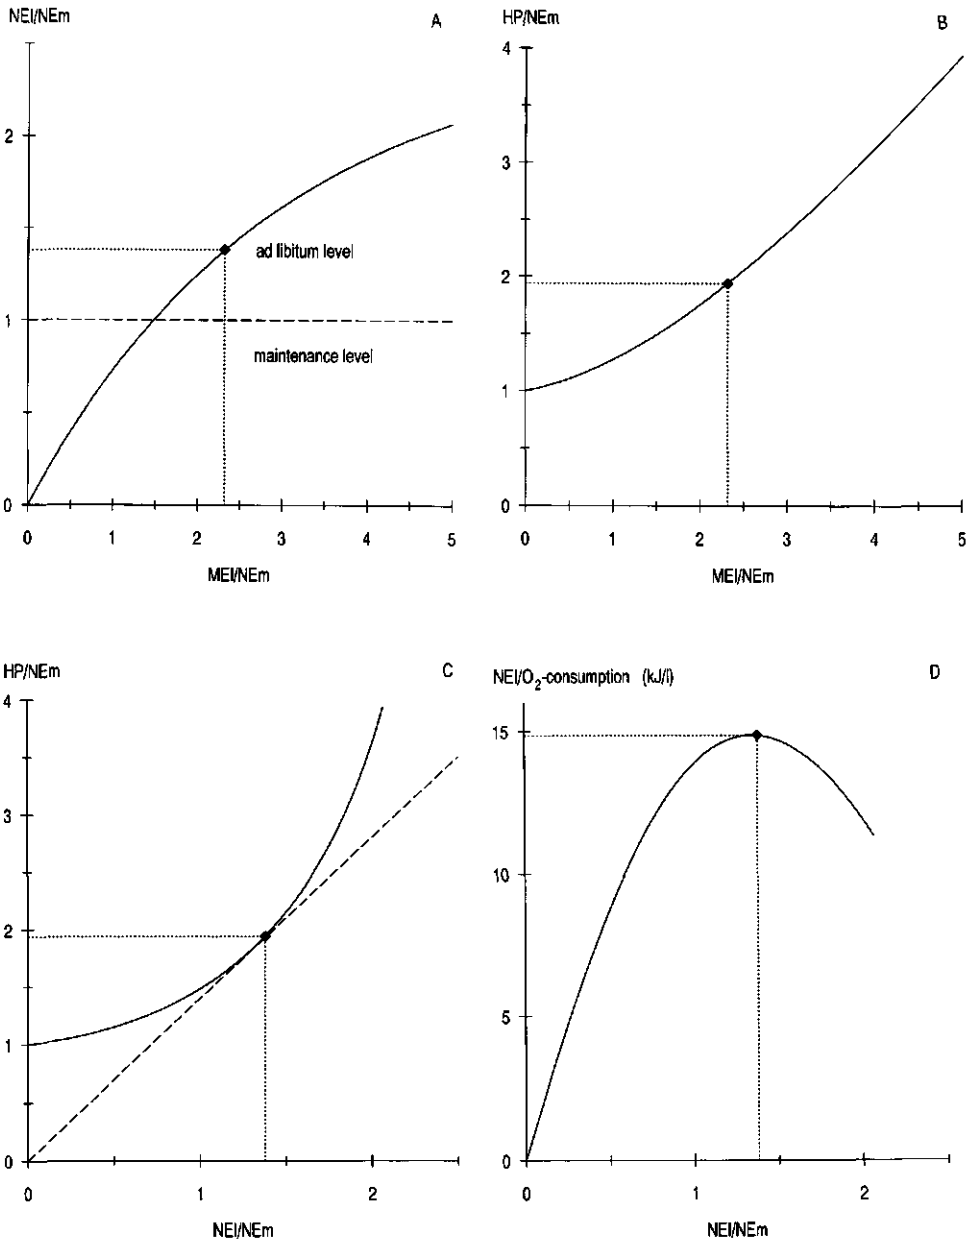 NEI/NEm
A
2
1
0
ad libitum level
maintenance level
0 1 2 3 4 5
MEI/NEm
HP/NEm
B
4
3
2
1
0
0 1 2 3 4 5
MEI/NEm
HP/NEm
C
4
3
2
1
0
0 1 2
NEI/NEm
NEI/O2-consumption (kJ/l)
D
15
10
5
0
0 1 2
NEI/NEm